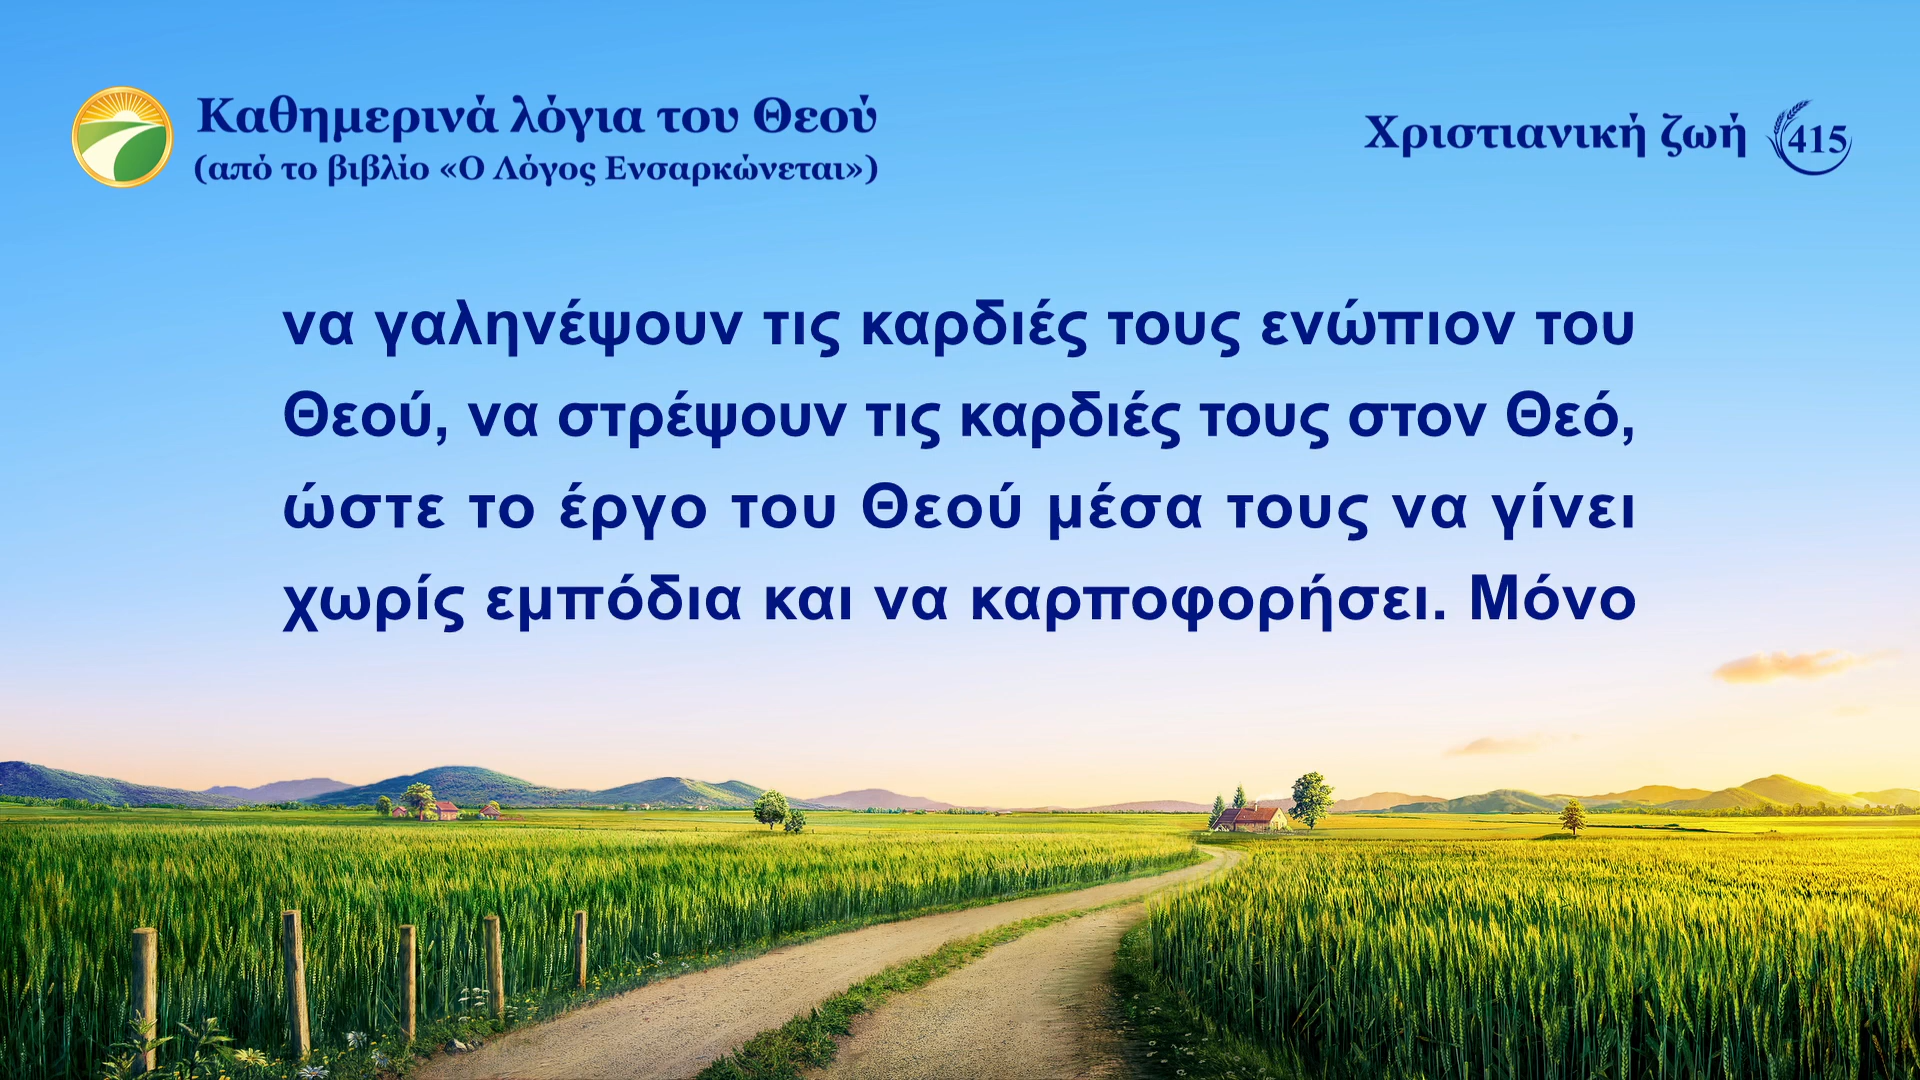 Καθημερινά λόγια του Θεού
(από το βιβλίο «Ο Λόγος Ενσαρκώνεται»)
Χριστιανική ζωή 415
να γαληνέψουν τις καρδιές τους ενώπιον του
Θεού, να στρέψουν τις καρδιές τους στον Θεό,
ώστε το έργο του Θεού μέσα τους να γίνει
χωρίς εμπόδια και να καρποφορήσει. Μόνο